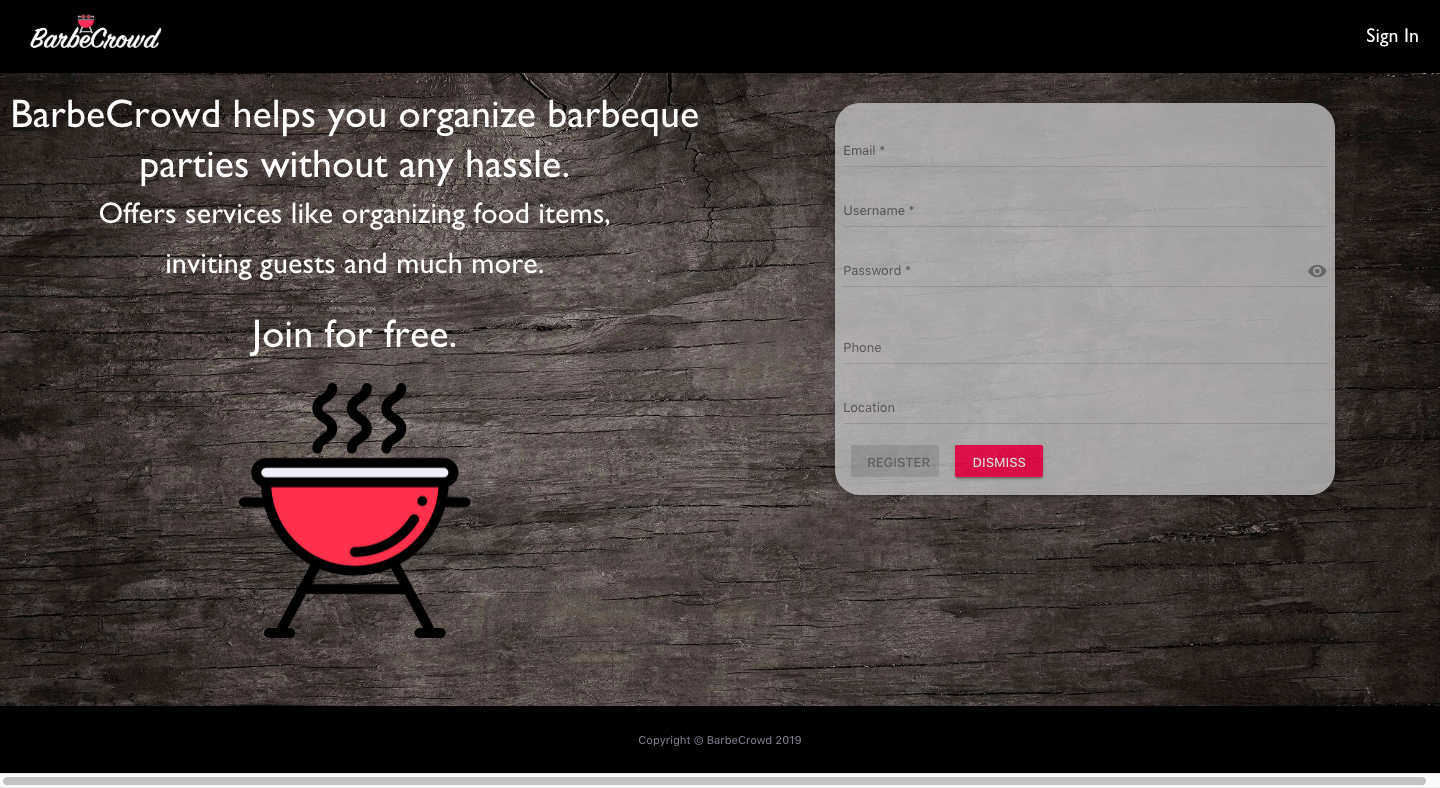 BarbeCrowd
Sign In
BarbeCrowd helps you organize barbeque
parties without any hassle.
Offers services like organizing food items,
inviting guests and much more.
Join for free.
Email *
Username *
Password *
Phone
Location
REGISTER
DISMISS
Copyright © BarbeCrowd 2019